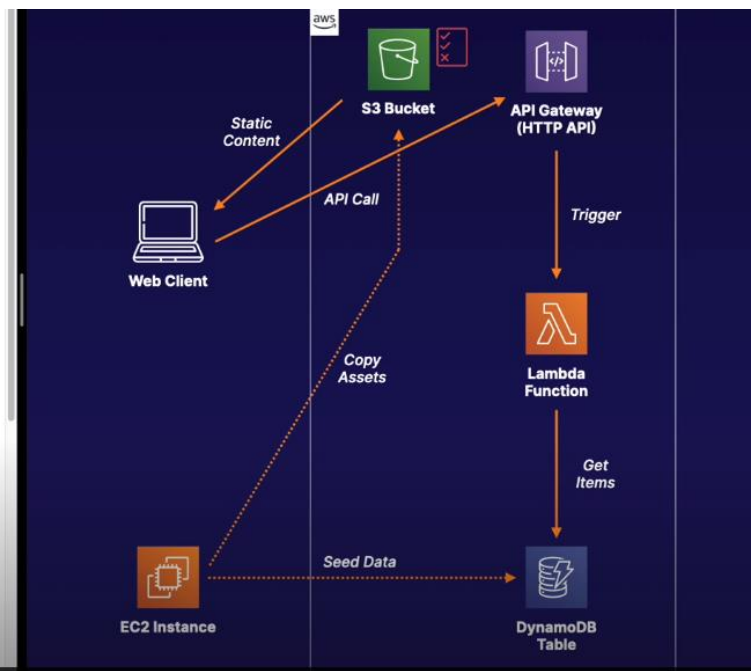 aws
S3 Bucket
API Gateway
(HTTP API)
Static
Content
API Call
Trigger
Web Client
Copy
Assets
Lambda
Function
Get
Items
Seed Data
EC2 Instance
DynamoDB
Table